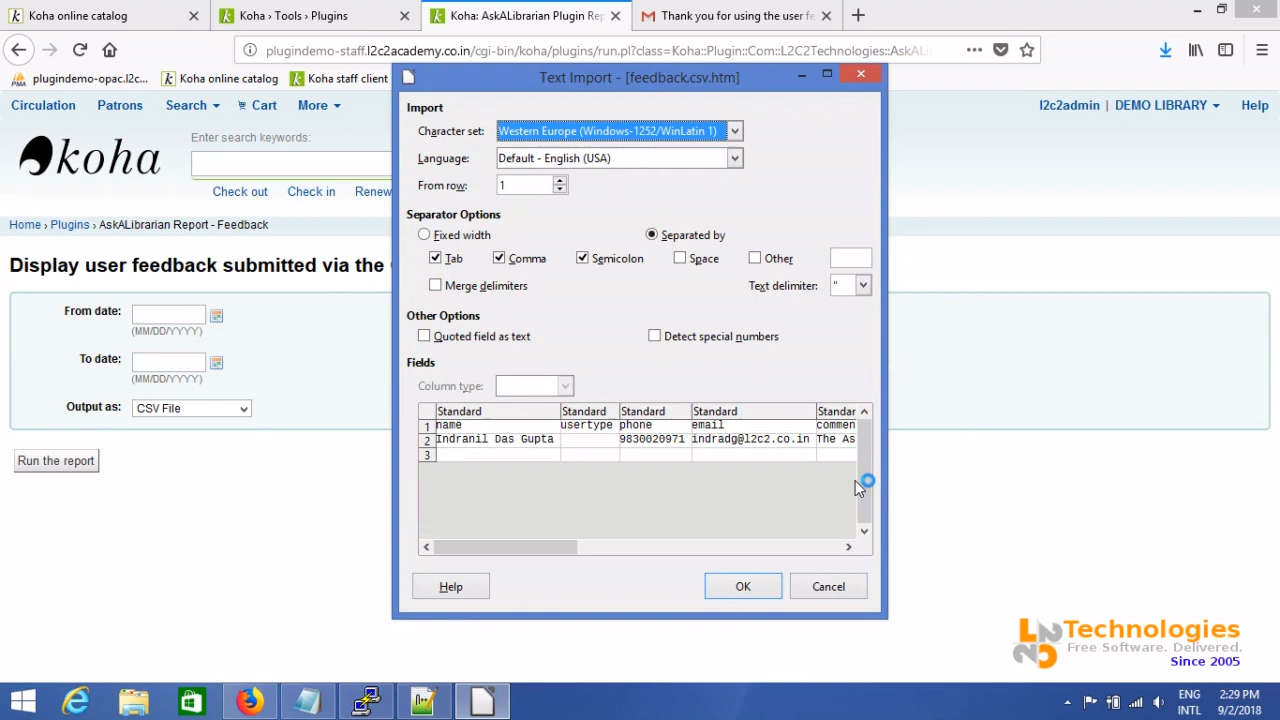 Koha online catalog
Koha › Tools › Plugins
Koha: AskALibrarian Plugin Rep
Thank you for using the user fe
plugindemo-staff.l2c2academy.co.in/cgi-bin/koha/plugins/run.pl?class=Koha::Plugin::Com::L2C2Technologies::AskALi
plugindemo-opac.l2c...
Koha online catalog
Koha staff client
Circulation Patrons Search Cart More
l2c2admin | DEMO LIBRARY Help
koha
Enter search keywords:
Check out Check in Renew
Home › Plugins › AskALibrarian Report - Feedback
Display user feedback submitted via the
From date:
(MM/DD/YYYY)
To date:
(MM/DD/YYYY)
Output as: CSV File
Run the report
Text Import - [feedback.csv.htm]
Import
Character set: Western Europe (Windows-1252/WinLatin 1)
Language: Default - English (USA)
From row: 1
Separator Options
Fixed width Separated by
Tab Comma Semicolon Space Other
Merge delimiters Text delimiter: "
Other Options
Quoted field as text Detect special numbers
Fields
Column type:
Standard Standard Standard Standard Standar
1 name usertype phone email commen
2 Indranil Das Gupta 9830020971 indradg@l2c2.co.in The As
3
Help OK Cancel
L2C2 Technologies
Free Software. Delivered.
Since 2005
ENG 2:29 PM
INTL 9/2/2018